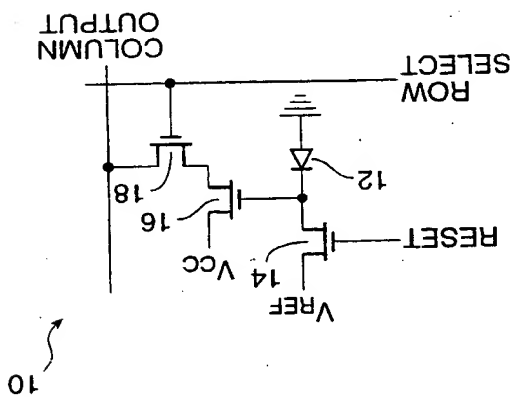 10
VREF
VCC
14
RESET
16
18
12
ROW
SELECT
COLUMN
OUTPUT